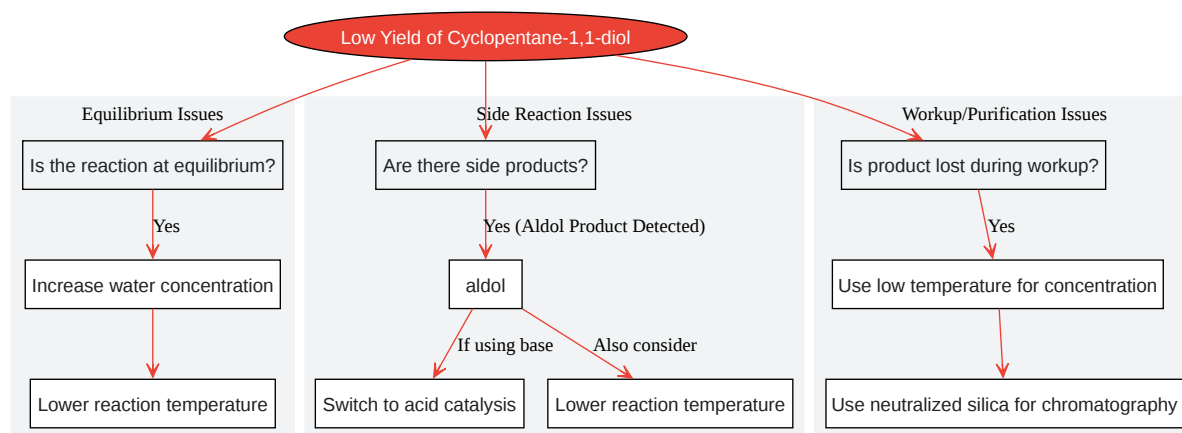 Low Yield of Cyclopentane-1,1-diol
Equilibrium Issues
Side Reaction Issues
Workup/Purification Issues
Is the reaction at equilibrium?
Are there side products?
Is product lost during workup?
Yes
Yes (Aldol Product Detected)
Yes
Increase water concentration
aldol
Use low temperature for concentration
If using base
Also consider
Lower reaction temperature
Switch to acid catalysis
Lower reaction temperature
Use neutralized silica for chromatography